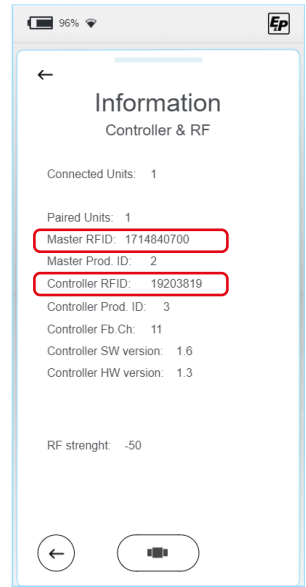 96%
EP
Information
Controller & RF
Connected Units: 1
Paired Units: 1
Master RFID: 1714840700
Master Prod. ID: 2
Controller RFID: 19203819
Controller Prod. ID: 3
Controller Fb.Ch: 11
Controller SW version: 1.6
Controller HW version: 1.3
RF strenght: -50